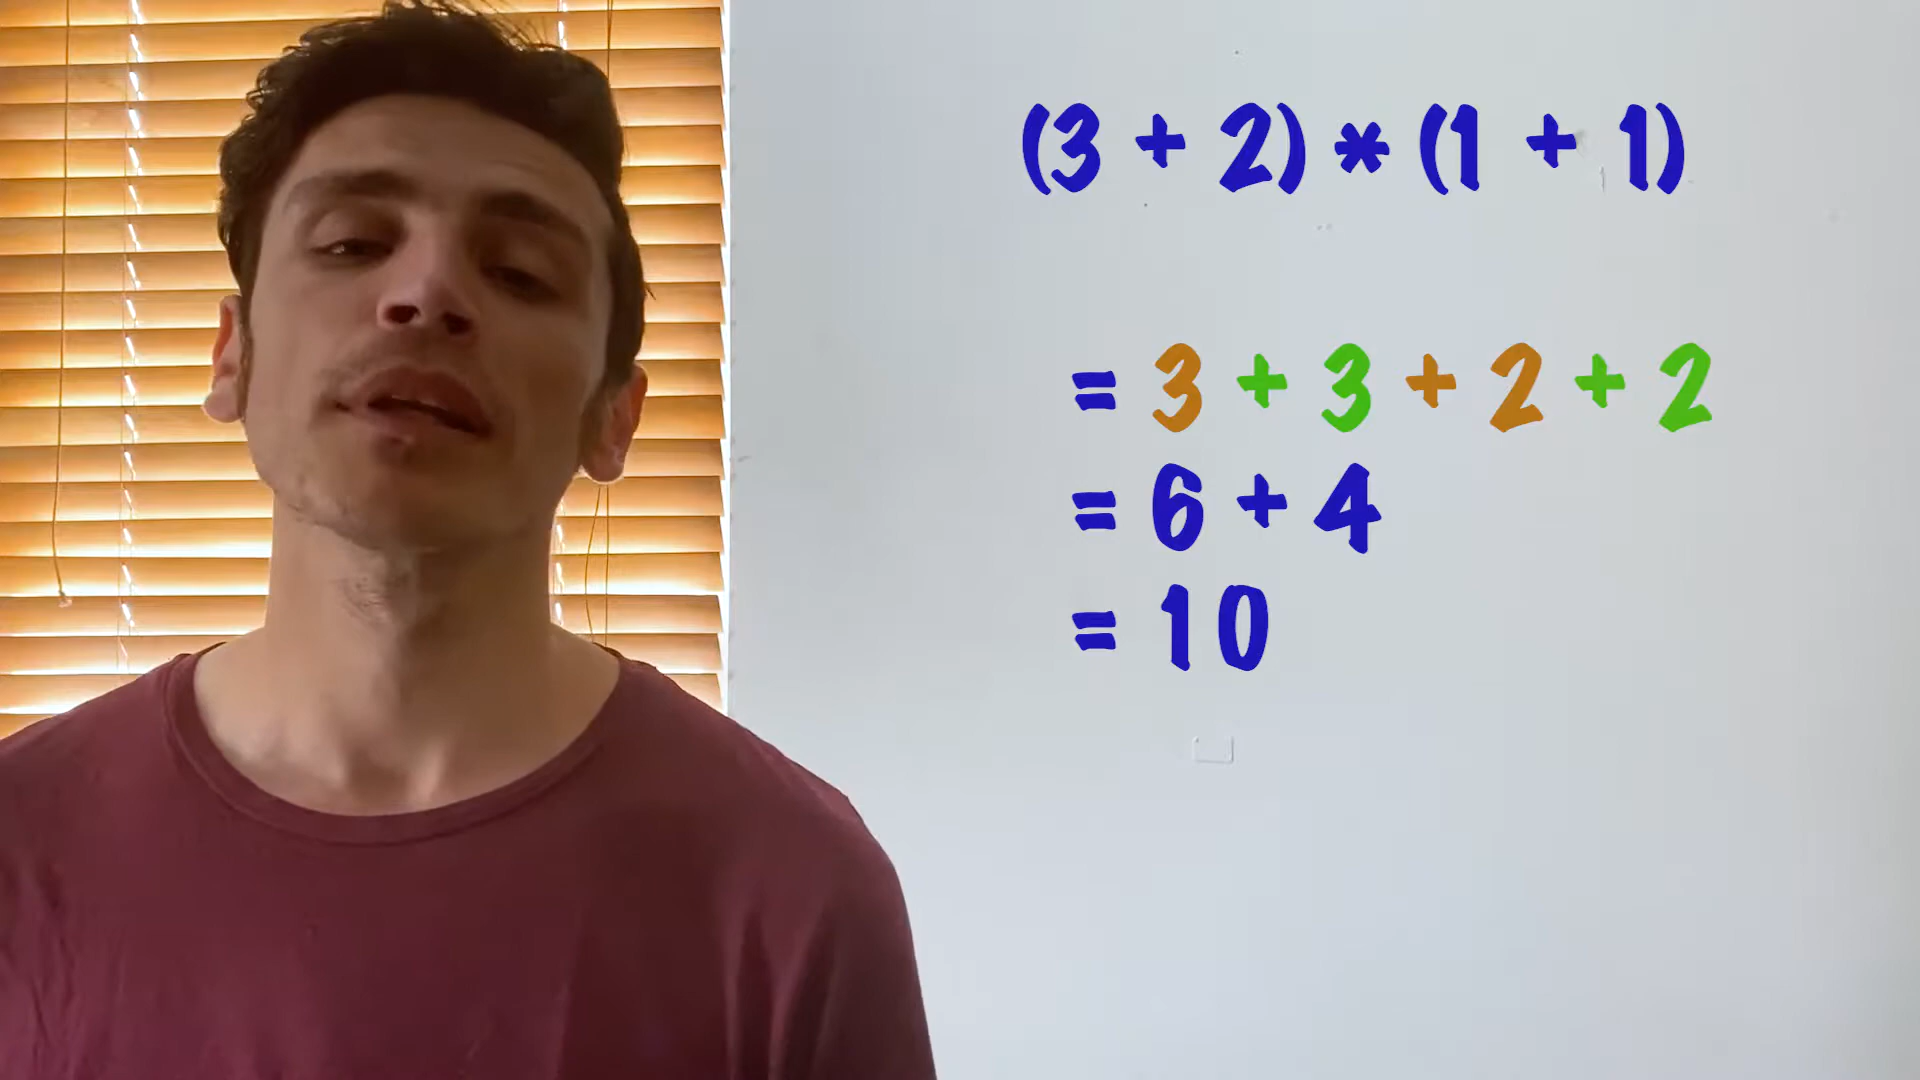 (3 + 2) * (1 + 1)
= 3 + 3 + 2 + 2
= 6 + 4
= 10